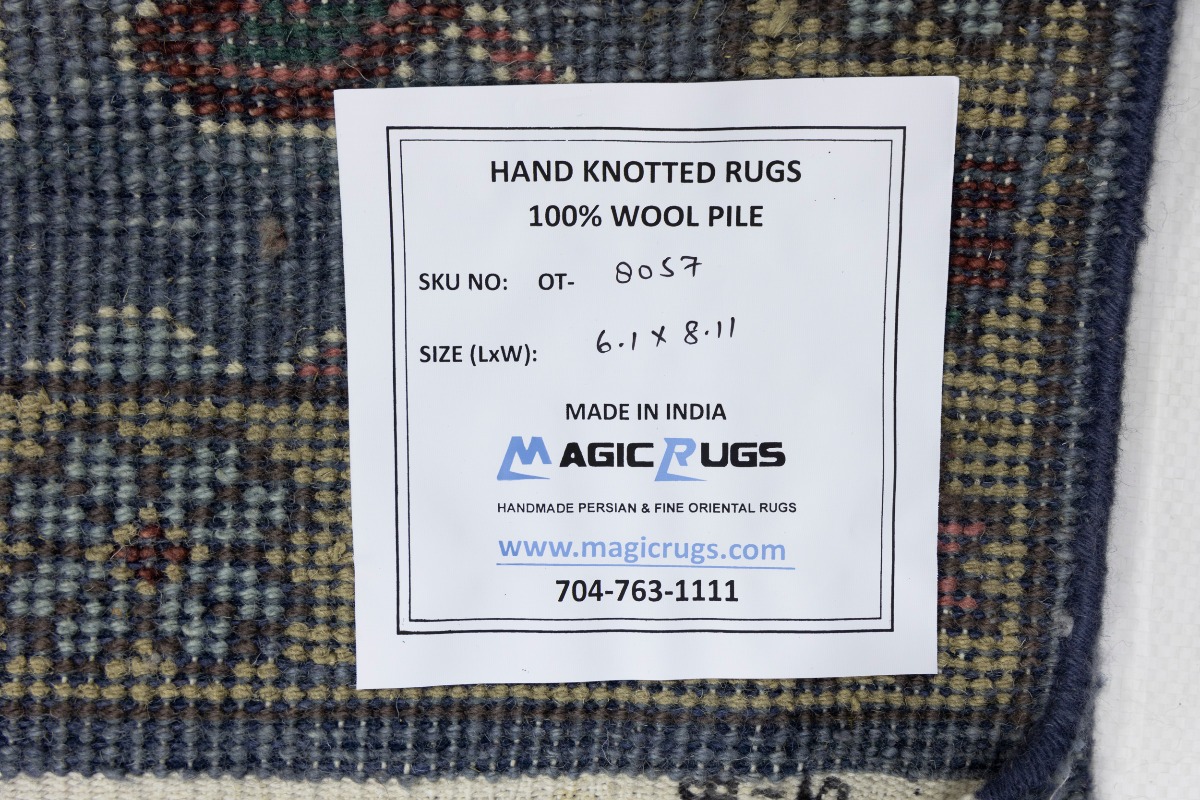 HAND KNOTTED RUGS
100% WOOL PILE
SKU NO: OT- 8057
SIZE (LxW): 6.1 x 8.11
MADE IN INDIA
MAGIC RUGS
HANDMADE PERSIAN & FINE ORIENTAL RUGS
www.magicrugs.com
704-763-1111